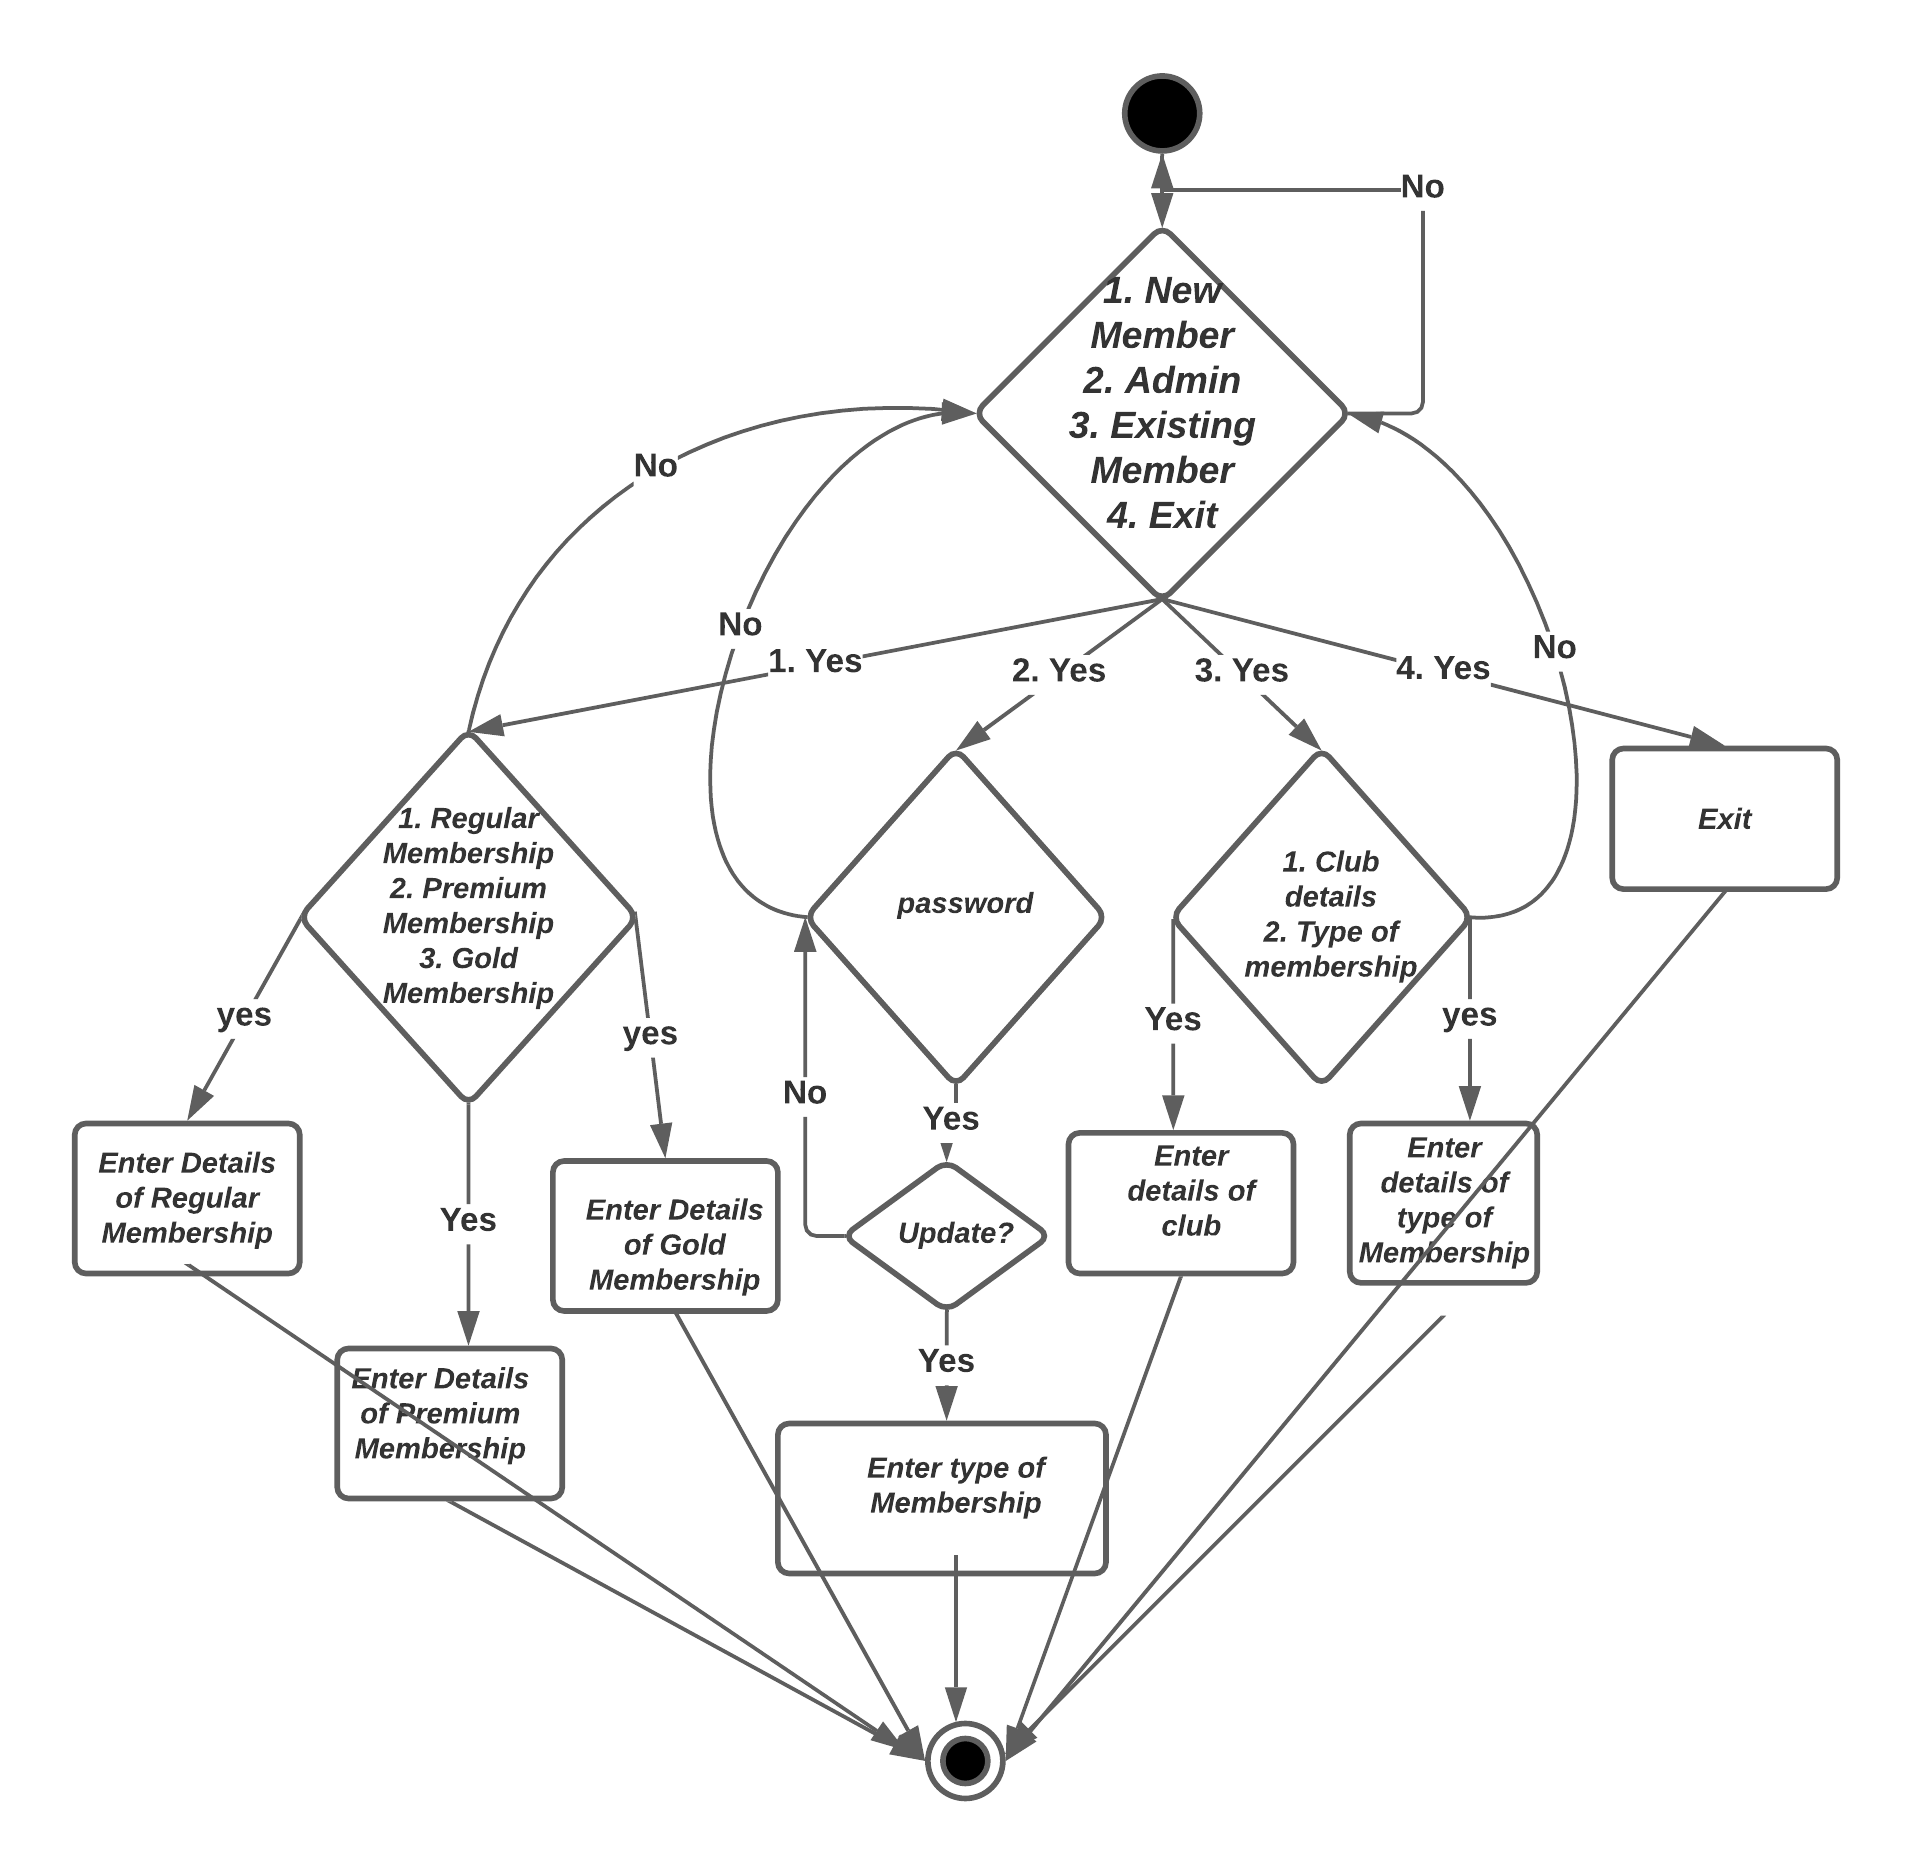 No
1. New
Member
2. Admin
3. Existing
Member
4. Exit
No
No
1. Yes
2. Yes
3. Yes
4. Yes
No
1. Regular
Membership
2. Premium
Membership
3. Gold
Membership
password
1. Club
details
2. Type of
membership
Exit
yes
yes
No
Yes
Yes
yes
Enter Details
of Regular
Membership
Yes
Enter Details
of Gold
Membership
Update?
Enter
details of
club
Enter
details of
type of
Membership
Enter Details
of Premium
Membership
Yes
Enter type of
Membership